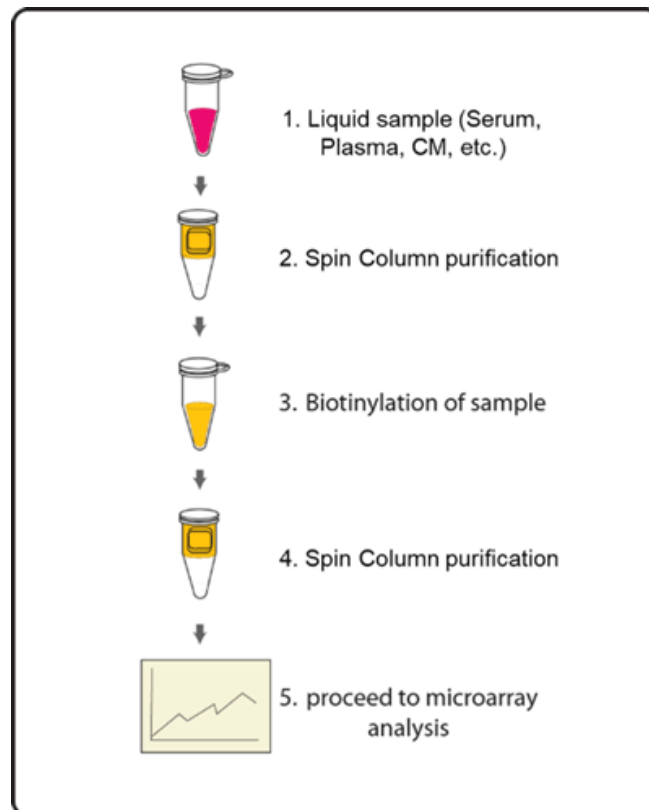 1. Liquid sample (Serum,
Plasma, CM, etc.)
2. Spin Column purification
3. Biotinylation of sample
4. Spin Column purification
5. proceed to microarray
analysis